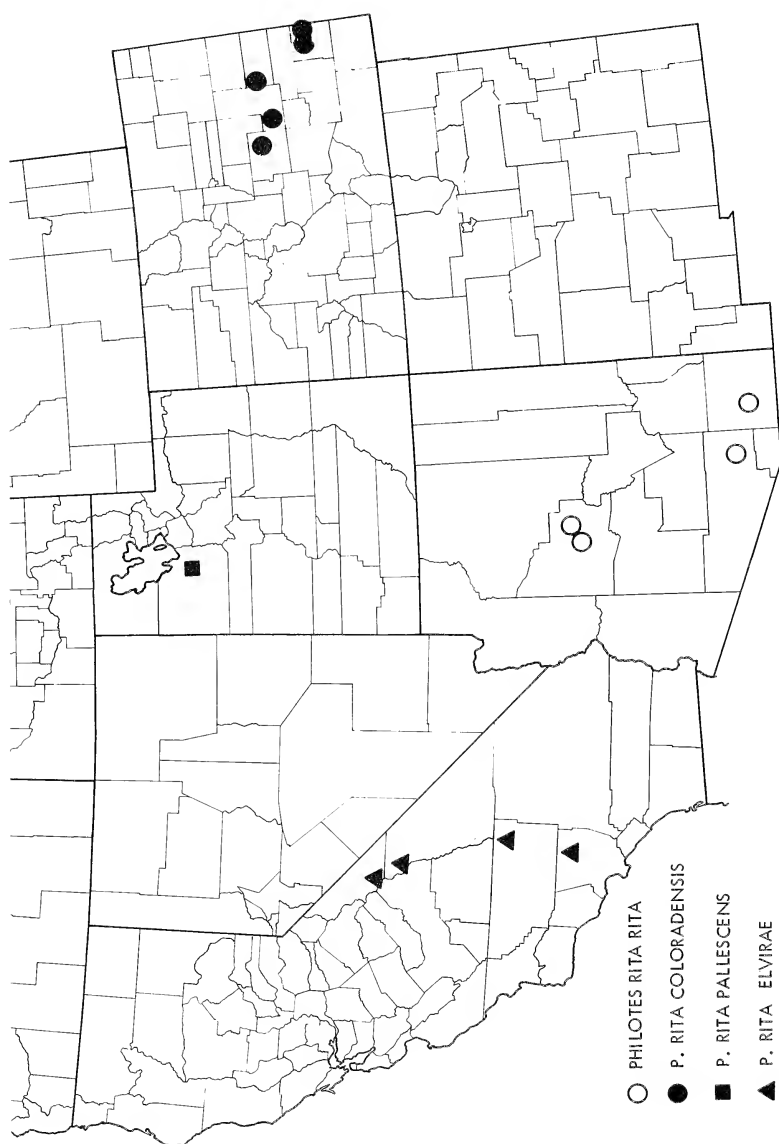 PHILOTES RITA RITA
P. RITA COLORADENSIS
P. RITA PALLESCENS
P. RITA ELVIRAE